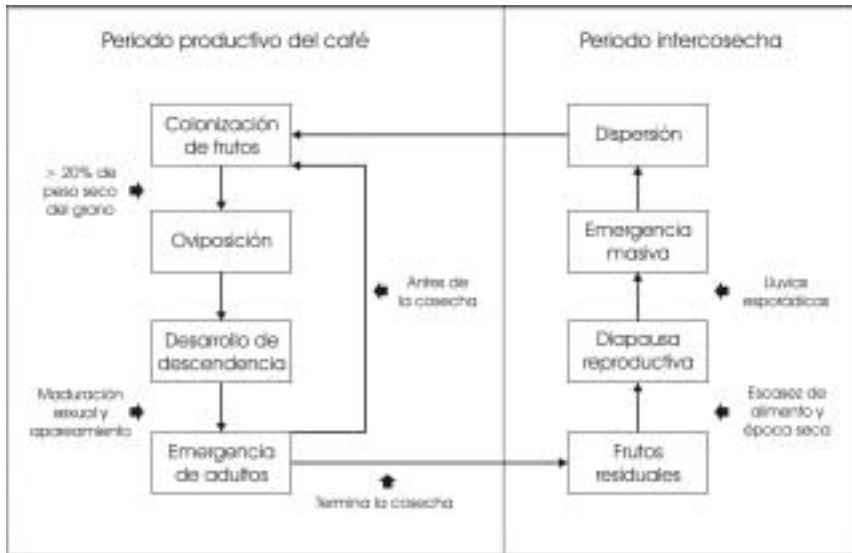 Periodo productivo del café
Periodo intercosecha
Colonización
de frutos
Dispersión
> 20% de
peso seco
del grano
Oviposición
Emergencia
masiva
Antes de
la cosecha
Lluvias
esporádicas
Desarrollo de
descendencia
Diapausa
reproductiva
Maduración
sexual y
apareamiento
Escasez de
alimento y
época seca
Emergencia
de adultos
Frutos
residuales
Termina la cosecha